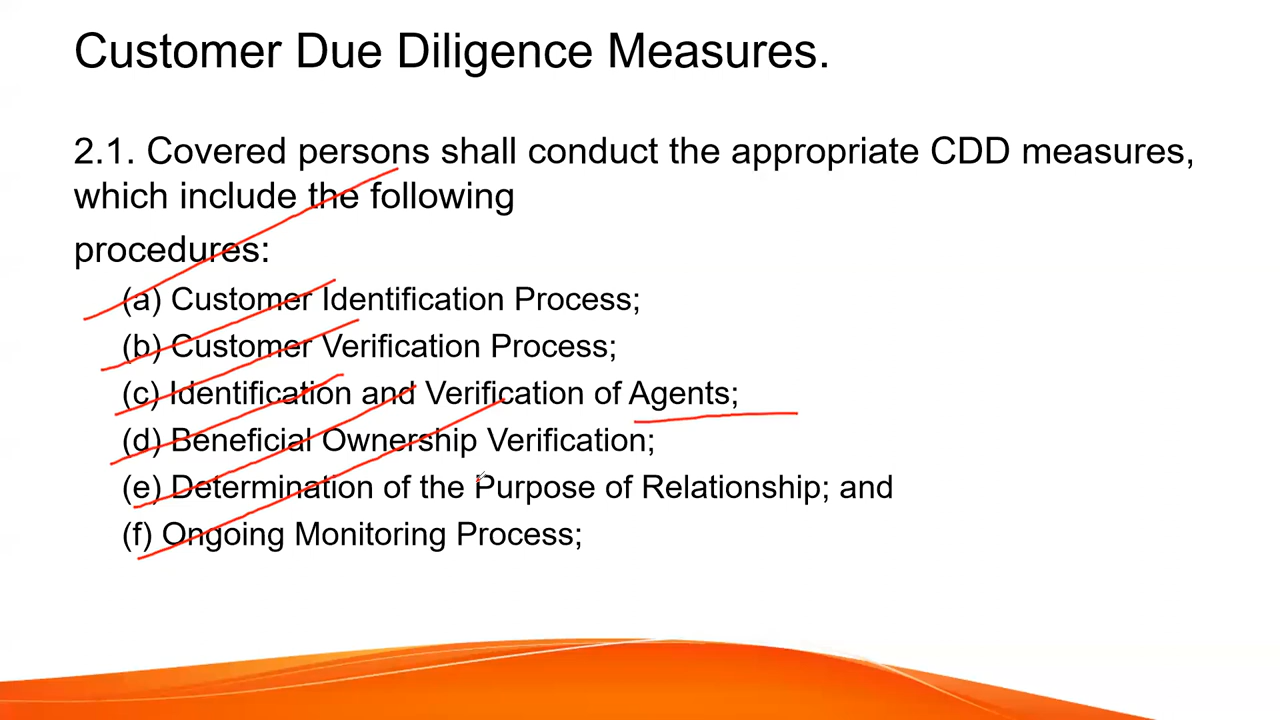 Customer Due Diligence Measures.
2.1. Covered persons shall conduct the appropriate CDD measures,
which include the following
procedures:
(a) Customer Identification Process;
(b) Customer Verification Process;
(c) Identification and Verification of Agents;
(d) Beneficial Ownership Verification;
(e) Determination of the Purpose of Relationship; and
(f) Ongoing Monitoring Process;